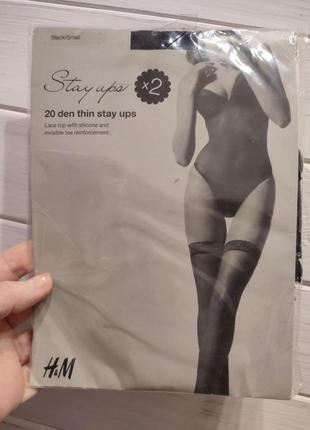 Black/Small
Stay ups
x2
20 den thin stay ups
Lace top with silicone and
invisible toe reinforcement.
H&M